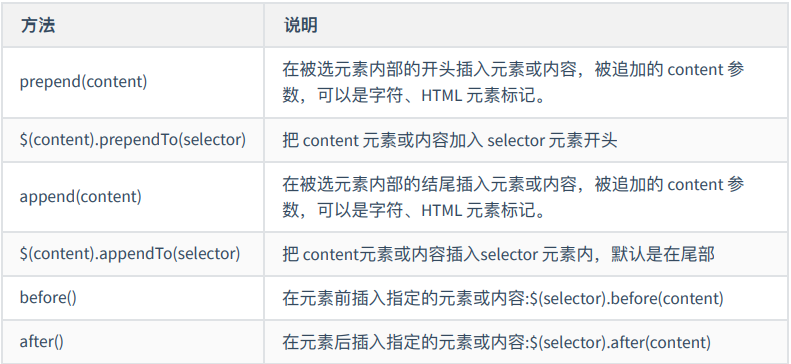 方法 说明
prepend(content) 在被选元素内部的开头插入元素或内容，被追加的 content 参
数，可以是字符、HTML 元素标记。
$(content).prependTo(selector) 把 content 元素或内容加入 selector 元素开头
append(content) 在被选元素内部的结尾插入元素或内容，被追加的 content 参
数，可以是字符、HTML 元素标记。
$(content).appendTo(selector) 把 content元素或内容插入selector 元素内，默认是在尾部
before() 在元素前插入指定的元素或内容:$(selector).before(content)
after() 在元素后插入指定的元素或内容:$(selector).after(content)